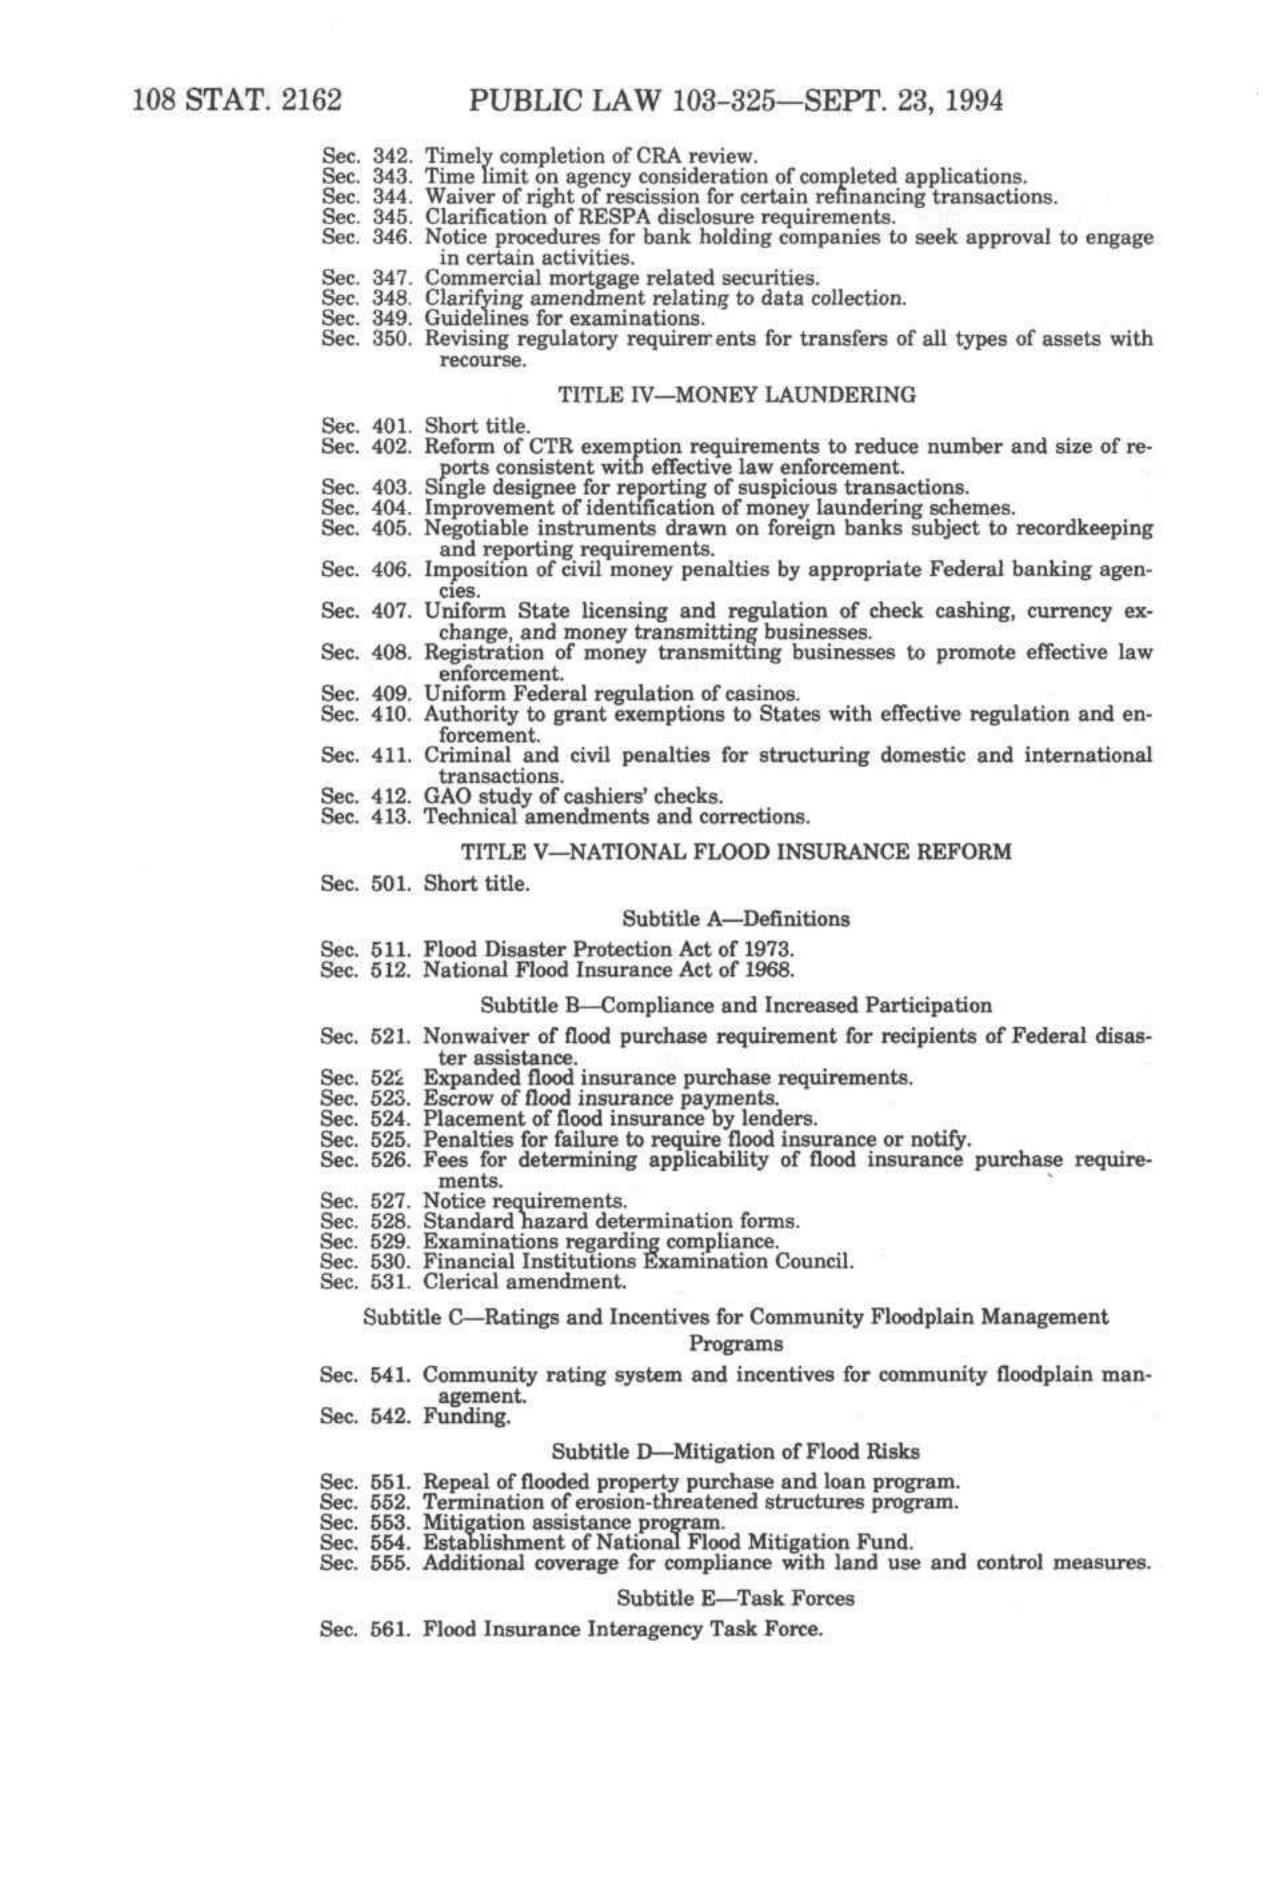 108 STAT. 2162 PUBLIC LAW 103-325—SEPT. 23, 1994
Sec. 342. Timely completion of CRA review.
Sec. 343. Time limit on agency consideration of completed applications.
Sec. 344. Waiver of right of rescission for certain refinancing transactions.
Sec. 345. Clarification of RESPA disclosure requirements.
Sec. 346. Notice procedures for bank holding companies to seek approval to engage
in certain activities.
Sec. 347. Commercial mortgage related securities.
Sec. 348. Clarifying amendment relating to data collection.
Sec. 349. Guidelines for examinations.
Sec. 350. Revising regulatory requirements for transfers of all types of assets with
recourse.
TITLE IV—MONEY LAUNDERING
Sec. 401. Short title.
Sec. 402. Reform of CTR exemption requirements to reduce number and size of re-
ports consistent with effective law enforcement.
Sec. 403. Single designee for reporting of suspicious transactions.
Sec. 404. Improvement of identification of money laundering schemes.
Sec. 405. Negotiable instruments drawn on foreign banks subject to recordkeeping
and reporting requirements.
Sec. 406. Imposition of civil money penalties by appropriate Federal banking agen-
cies.
Sec. 407. Uniform State licensing and regulation of check cashing, currency ex-
change, and money transmitting businesses.
Sec. 408. Registration of money transmitting businesses to promote effective law
enforcement.
Sec. 409. Uniform Federal regulation of casinos.
Sec. 410. Authority to grant exemptions to States with effective regulation and en-
forcement.
Sec. 411. Criminal and civil penalties for structuring domestic and international
transactions.
Sec. 412. GAO study of cashiers' checks.
Sec. 413. Technical amendments and corrections.
TITLE V—NATIONAL FLOOD INSURANCE REFORM
Sec. 501. Short title.
Subtitle A—Definitions
Sec. 511. Flood Disaster Protection Act of 1973.
Sec. 512. National Flood Insurance Act of 1968.
Subtitle B—Compliance and Increased Participation
Sec. 521. Nonwaiver of flood purchase requirement for recipients of Federal disas-
ter assistance.
Sec. 522 Expanded flood insurance purchase requirements.
Sec. 523. Escrow of flood insurance payments.
Sec. 524. Placement of flood insurance by lenders.
Sec. 525. Penalties for failure to require flood insurance or notify.
Sec. 526. Fees for determining applicability of flood insurance purchase require-
ments.
Sec. 527. Notice requirements.
Sec. 528. Standard hazard determination forms.
Sec. 529. Examinations regarding compliance.
Sec. 530. Financial Institutions Examination Council.
Sec. 531. Clerical amendment.
Subtitle C—Ratings and Incentives for Community Floodplain Management
Programs
Sec. 541. Community rating system and incentives for community floodplain man-
agement.
Sec. 542. Funding.
Subtitle D—Mitigation of Flood Risks
Sec. 551. Repeal of flooded property purchase and loan program.
Sec. 552. Termination of erosion-threatened structures program.
Sec. 553. Mitigation assistance program.
Sec. 554. Establishment of National Flood Mitigation Fund.
Sec. 555. Additional coverage for compliance with land use and control measures.
Subtitle E—Task Forces
Sec. 561. Flood Insurance Interagency Task Force.